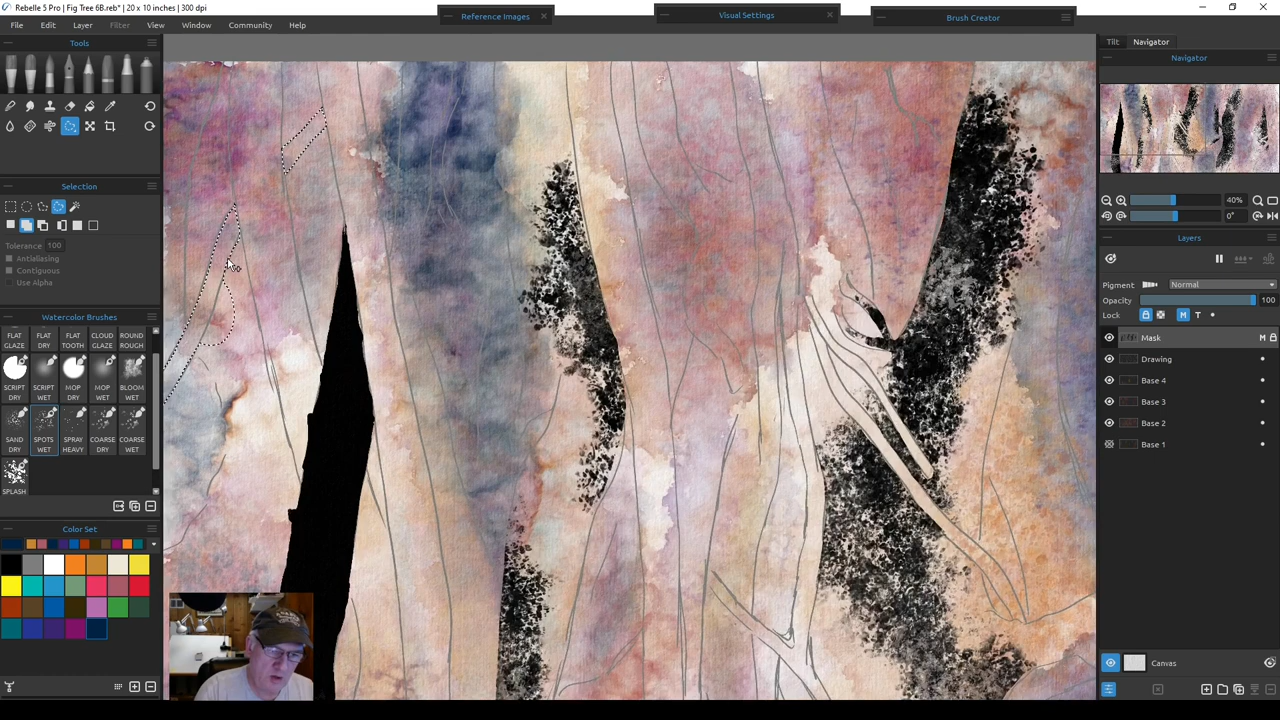 Rebelle 5 Pro | Fig Tree 6B.reb* | 20 x 10 inches | 300 dpi
File Edit Layer Filter View Window Community Help
Reference Images
Visual Settings
Brush Creator
Tools
Selection
Tolerance 100
Antialiasing
Contiguous
Use Alpha
Watercolor Brushes
FLAT GLAZE
FLAT DRY
FLAT TOOTH
CLOUD GLAZE
ROUND ROUGH
SCRIPT DRY
SCRIPT WET
MOP DRY
MOP WET
BLOOM WET
SAND DRY
SPOTS WET
SPRAY HEAVY
COARSE DRY
COARSE WET
SPLASH
Color Set
Tilt Navigator
Navigator
40%
0°
Layers
Pigment Normal
Opacity 100
Lock M T
Mask M
Drawing
Base 4
Base 3
Base 2
Base 1
Canvas